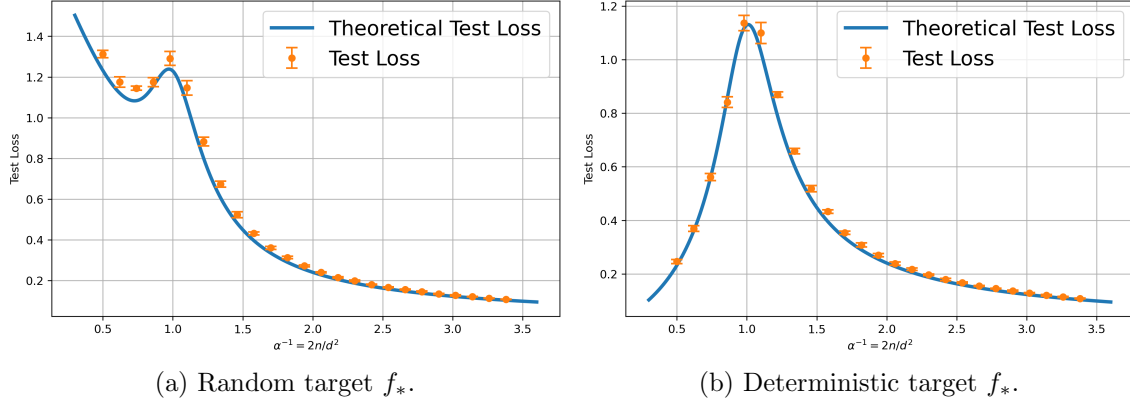 Theoretical Test Loss
Test Loss
Test Loss
1.4
1.2
1.0
0.8
0.6
0.4
0.2
0.5 1.0 1.5 2.0 2.5 3.0 3.5
α⁻¹ = 2n/d²
(a) Random target f∗.
Theoretical Test Loss
Test Loss
Test Loss
1.2
1.0
0.8
0.6
0.4
0.2
0.5 1.0 1.5 2.0 2.5 3.0 3.5
α⁻¹ = 2n/d²
(b) Deterministic target f∗.